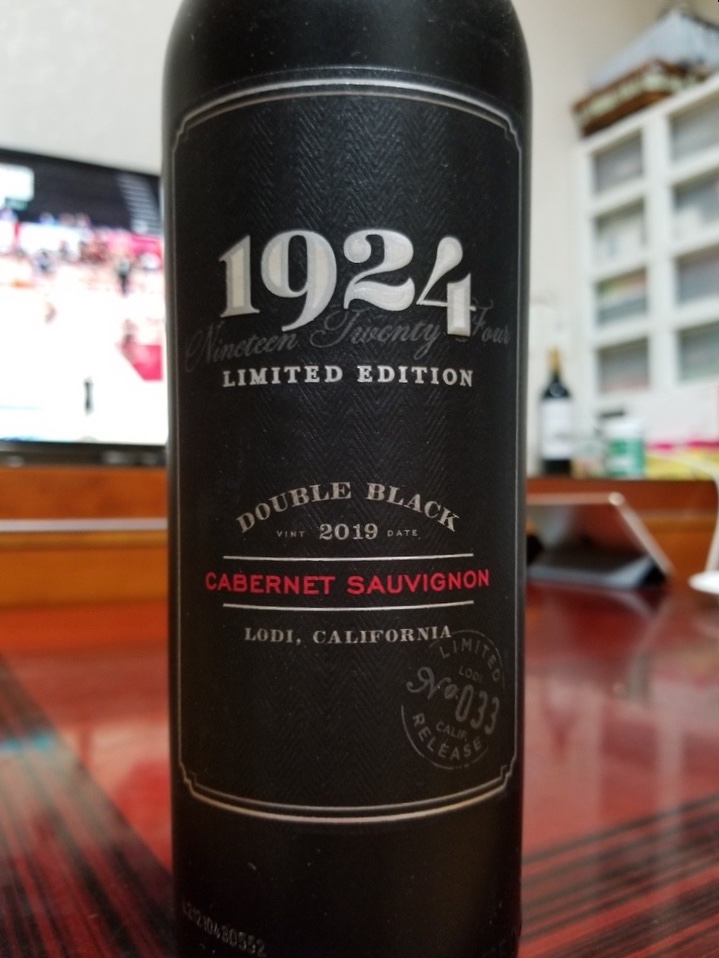 1924
Nineteen Twenty Four
LIMITED EDITION
DOUBLE BLACK
VINT 2019 DATE
CABERNET SAUVIGNON
LODI, CALIFORNIA
LIMITED
LODI
No. 033
CALIF.
RELEASE